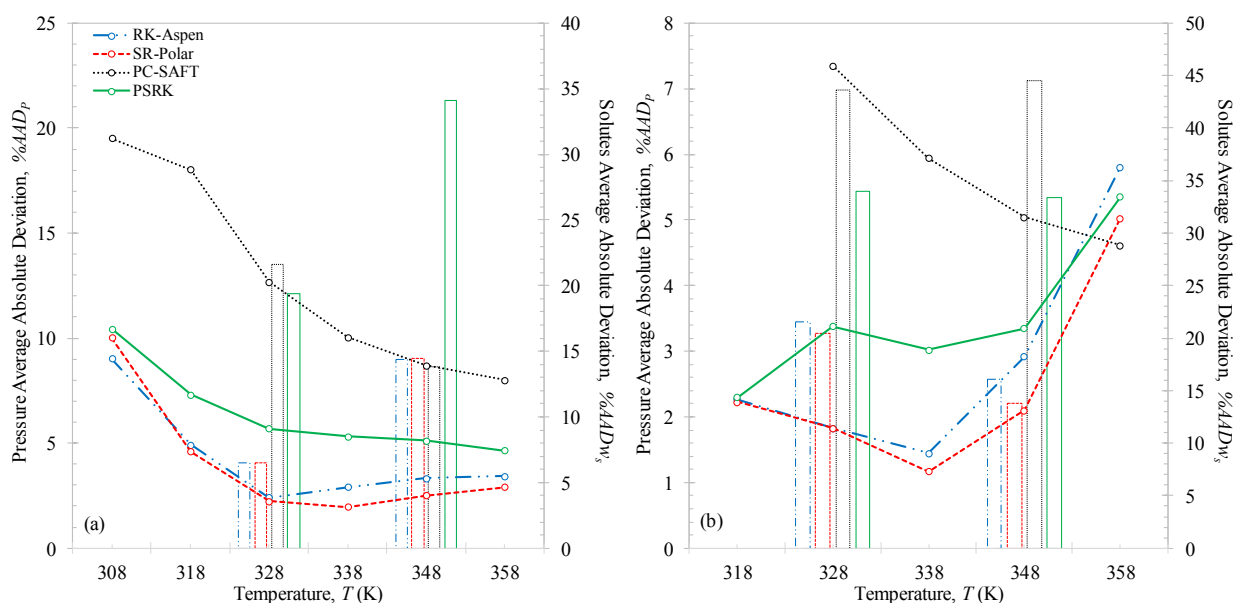 RK-Aspen
SR-Polar
PC-SAFT
PSRK
Pressure Average Absolute Deviation, %AAD_P
25
20
15
10
5
0
Solutes Average Absolute Deviation, %AADw_s
40
35
30
25
20
15
10
5
0
(a)
308 318 328 338 348 358
Temperature, T (K)
Pressure Average Absolute Deviation, %AAD_P
8
7
6
5
4
3
2
1
0
Solutes Average Absolute Deviation, %AADw_s
50
45
40
35
30
25
20
15
10
5
0
(b)
318 328 338 348 358
Temperature, T (K)